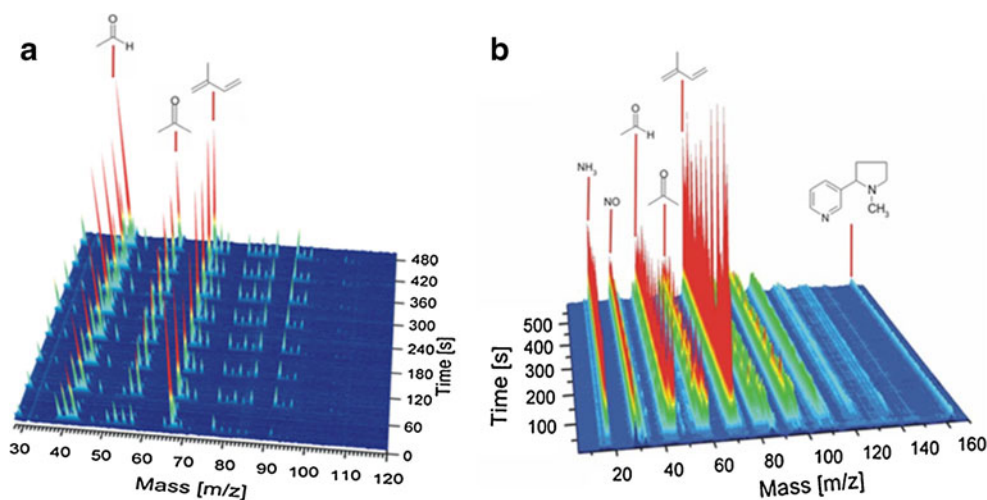 a
O
H
O
480
420
360
300
240
180
120
60
0
Time [s]
30 40 50 60 70 80 90 100 110 120
Mass [m/z]
b
O
H
NH₃
NO
O
N
CH₃
N
500
400
300
200
100
Time [s]
20 40 60 80 100 120 140 160
Mass [m/z]